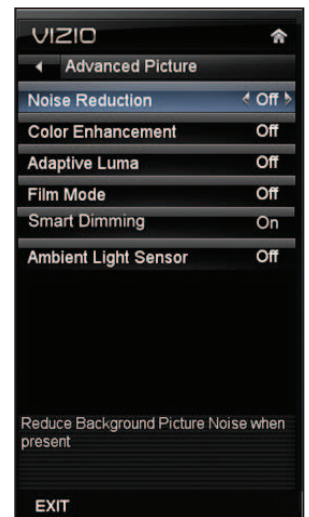 VIZIO
Advanced Picture
Noise Reduction Off
Color Enhancement Off
Adaptive Luma Off
Film Mode Off
Smart Dimming On
Ambient Light Sensor Off
Reduce Background Picture Noise when
present
EXIT